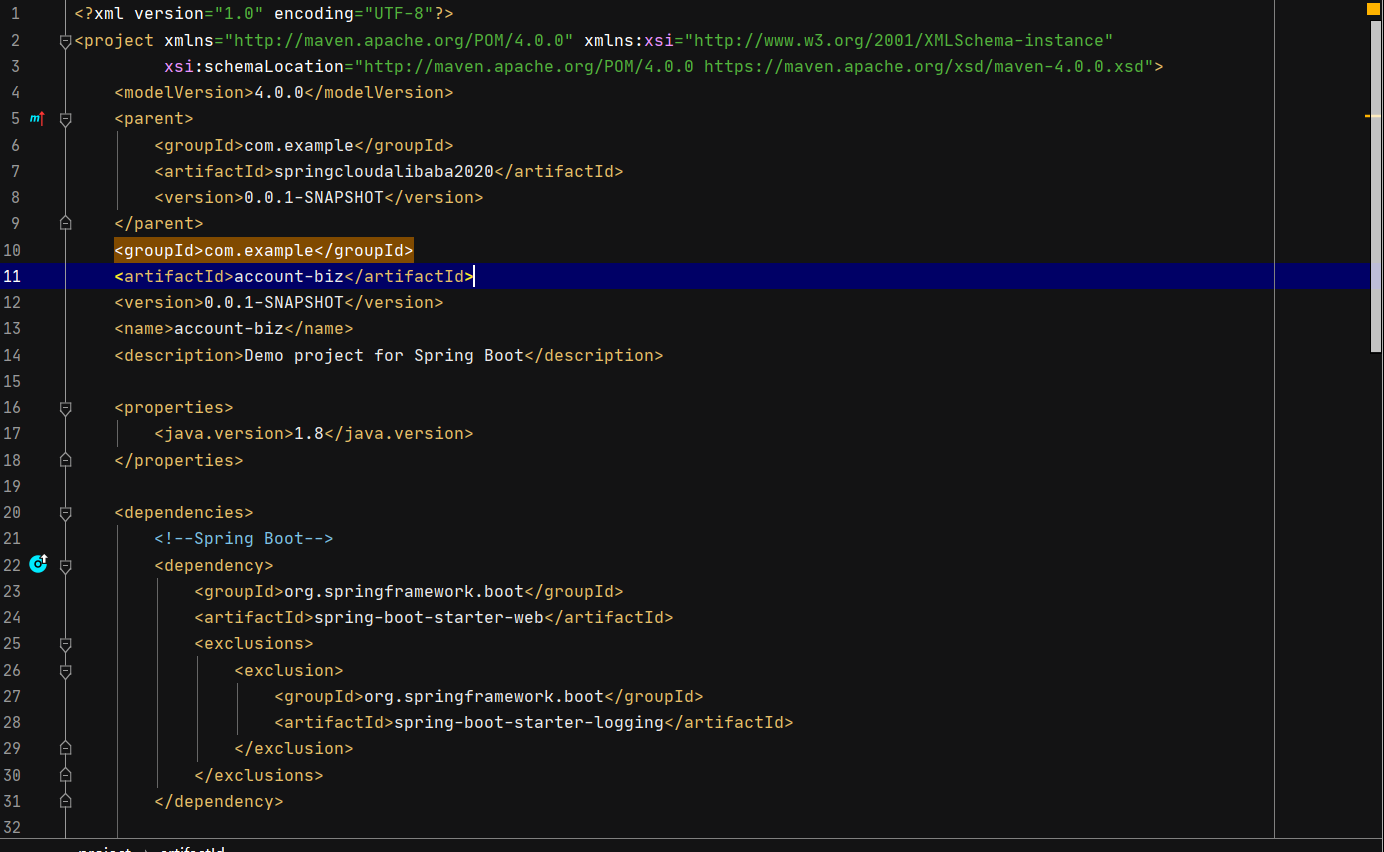 1 <?xml version="1.0" encoding="UTF-8"?>
2 <project xmlns="http://maven.apache.org/POM/4.0.0" xmlns:xsi="http://www.w3.org/2001/XMLSchema-instance"
3          xsi:schemaLocation="http://maven.apache.org/POM/4.0.0 https://maven.apache.org/xsd/maven-4.0.0.xsd">
4     <modelVersion>4.0.0</modelVersion>
5 m    <parent>
6         <groupId>com.example</groupId>
7         <artifactId>springcloudalibaba2020</artifactId>
8         <version>0.0.1-SNAPSHOT</version>
9     </parent>
10     <groupId>com.example</groupId>
11     <artifactId>account-biz</artifactId>
12     <version>0.0.1-SNAPSHOT</version>
13     <name>account-biz</name>
14     <description>Demo project for Spring Boot</description>
15
16     <properties>
17         <java.version>1.8</java.version>
18     </properties>
19
20     <dependencies>
21         <!--Spring Boot-->
22         <dependency>
23             <groupId>org.springframework.boot</groupId>
24             <artifactId>spring-boot-starter-web</artifactId>
25             <exclusions>
26                 <exclusion>
27                     <groupId>org.springframework.boot</groupId>
28                     <artifactId>spring-boot-starter-logging</artifactId>
29                 </exclusion>
30             </exclusions>
31         </dependency>
32
project › artifactId